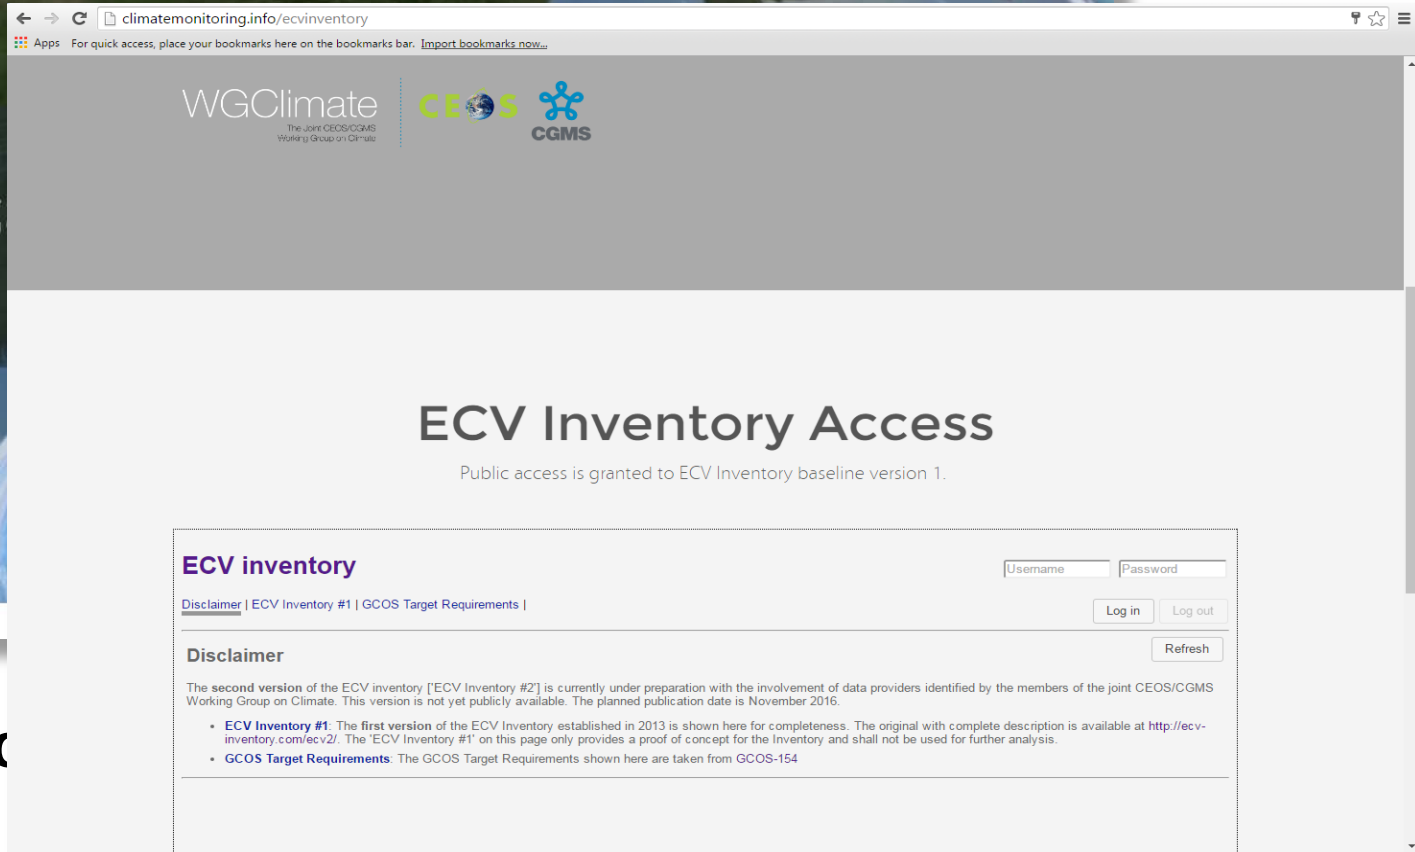 climatemonitoring.info/ecvinventory
Apps For quick access, place your bookmarks here on the bookmarks bar. Import bookmarks now...
WGClimate
The Joint CEOS/CGMS
Working Group on Climate
CEOS
CGMS
ECV Inventory Access
Public access is granted to ECV Inventory baseline version 1.
ECV inventory
Username Password
Disclaimer | ECV Inventory #1 | GCOS Target Requirements |
Log in Log out
Disclaimer
Refresh
The second version of the ECV inventory ['ECV Inventory #2'] is currently under preparation with the involvement of data providers identified by the members of the joint CEOS/CGMS
Working Group on Climate. This version is not yet publicly available. The planned publication date is November 2016.
• ECV Inventory #1: The first version of the ECV Inventory established in 2013 is shown here for completeness. The original with complete description is available at http://ecv-
inventory.com/ecv2/. The 'ECV Inventory #1' on this page only provides a proof of concept for the Inventory and shall not be used for further analysis.
• GCOS Target Requirements: The GCOS Target Requirements shown here are taken from GCOS-154